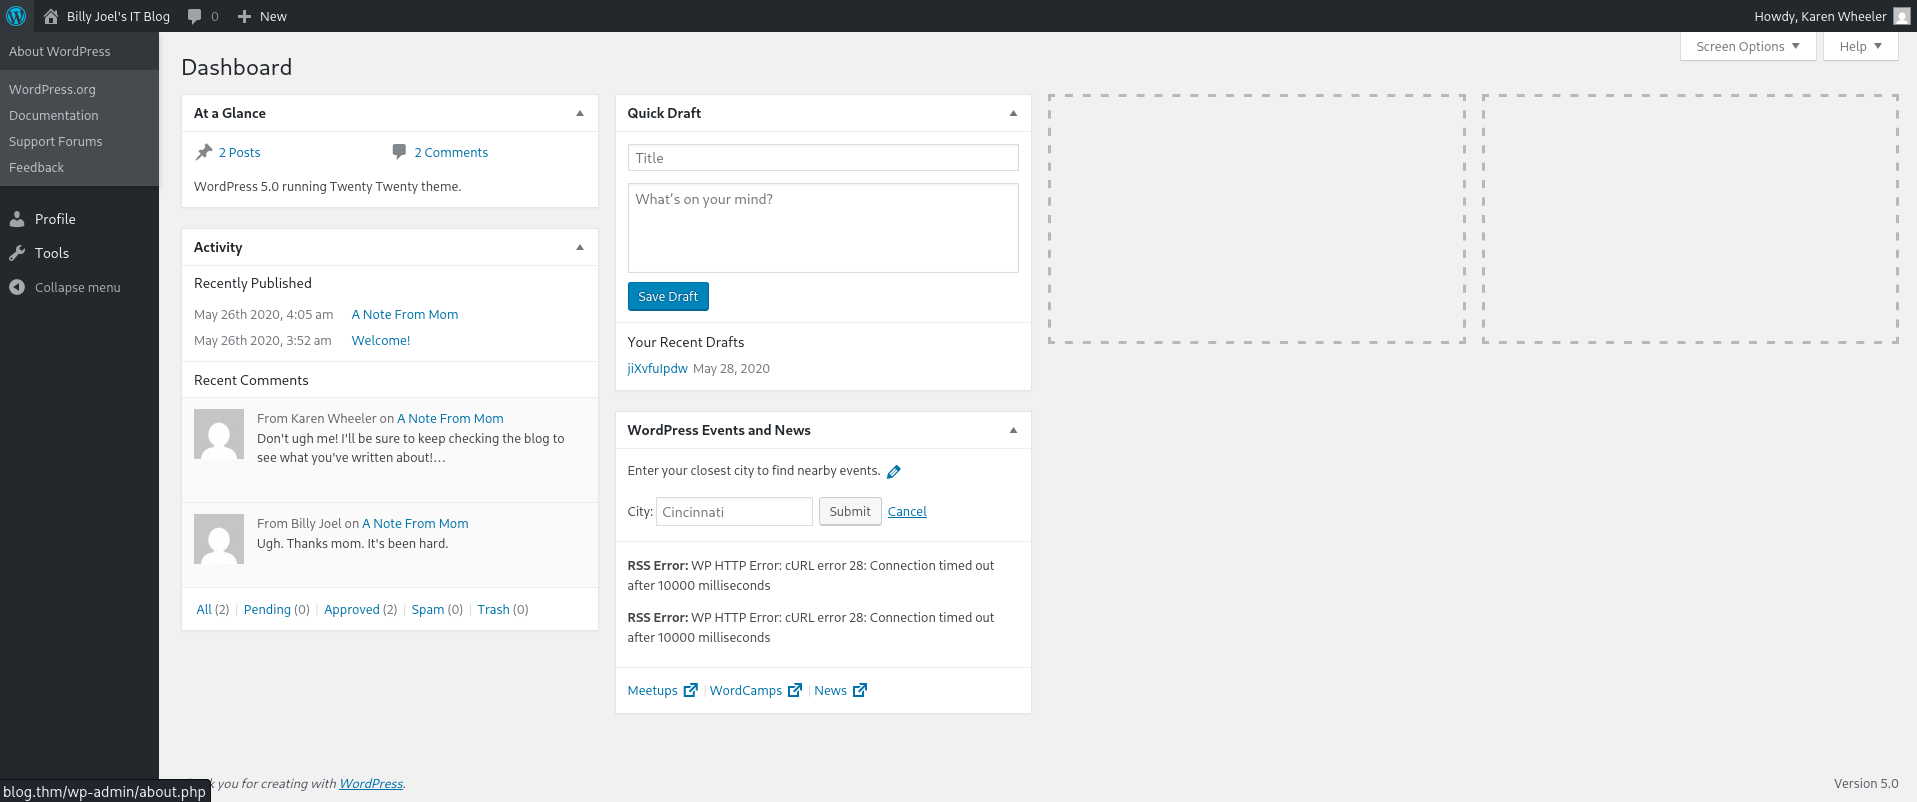 Billy Joel's IT Blog 0 New
Howdy, Karen Wheeler
About WordPress
WordPress.org
Documentation
Support Forums
Feedback
Profile
Tools
Collapse menu
Screen Options
Help
Dashboard
At a Glance
2 Posts
2 Comments
WordPress 5.0 running Twenty Twenty theme.
Activity
Recently Published
May 26th 2020, 4:05 am A Note From Mom
May 26th 2020, 3:52 am Welcome!
Recent Comments
From Karen Wheeler on A Note From Mom
Don't ugh me! I'll be sure to keep checking the blog to
see what you've written about!…
From Billy Joel on A Note From Mom
Ugh. Thanks mom. It's been hard.
All (2) | Pending (0) | Approved (2) | Spam (0) | Trash (0)
Quick Draft
Title
What's on your mind?
Save Draft
Your Recent Drafts
jiXvfuIpdw May 28, 2020
WordPress Events and News
Enter your closest city to find nearby events.
City: Cincinnati Submit Cancel
RSS Error: WP HTTP Error: cURL error 28: Connection timed out
after 10000 milliseconds
RSS Error: WP HTTP Error: cURL error 28: Connection timed out
after 10000 milliseconds
Meetups | WordCamps | News
you for creating with WordPress.
Version 5.0
blog.thm/wp-admin/about.php